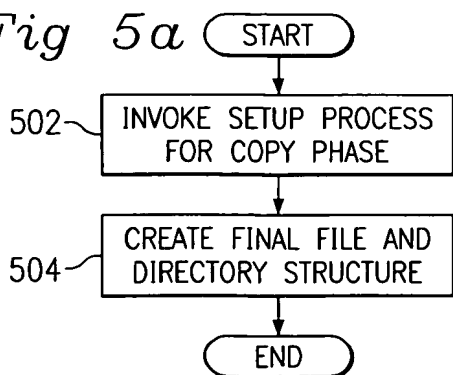 Fig 5a
START
502
INVOKE SETUP PROCESS
FOR COPY PHASE
504
CREATE FINAL FILE AND
DIRECTORY STRUCTURE
END